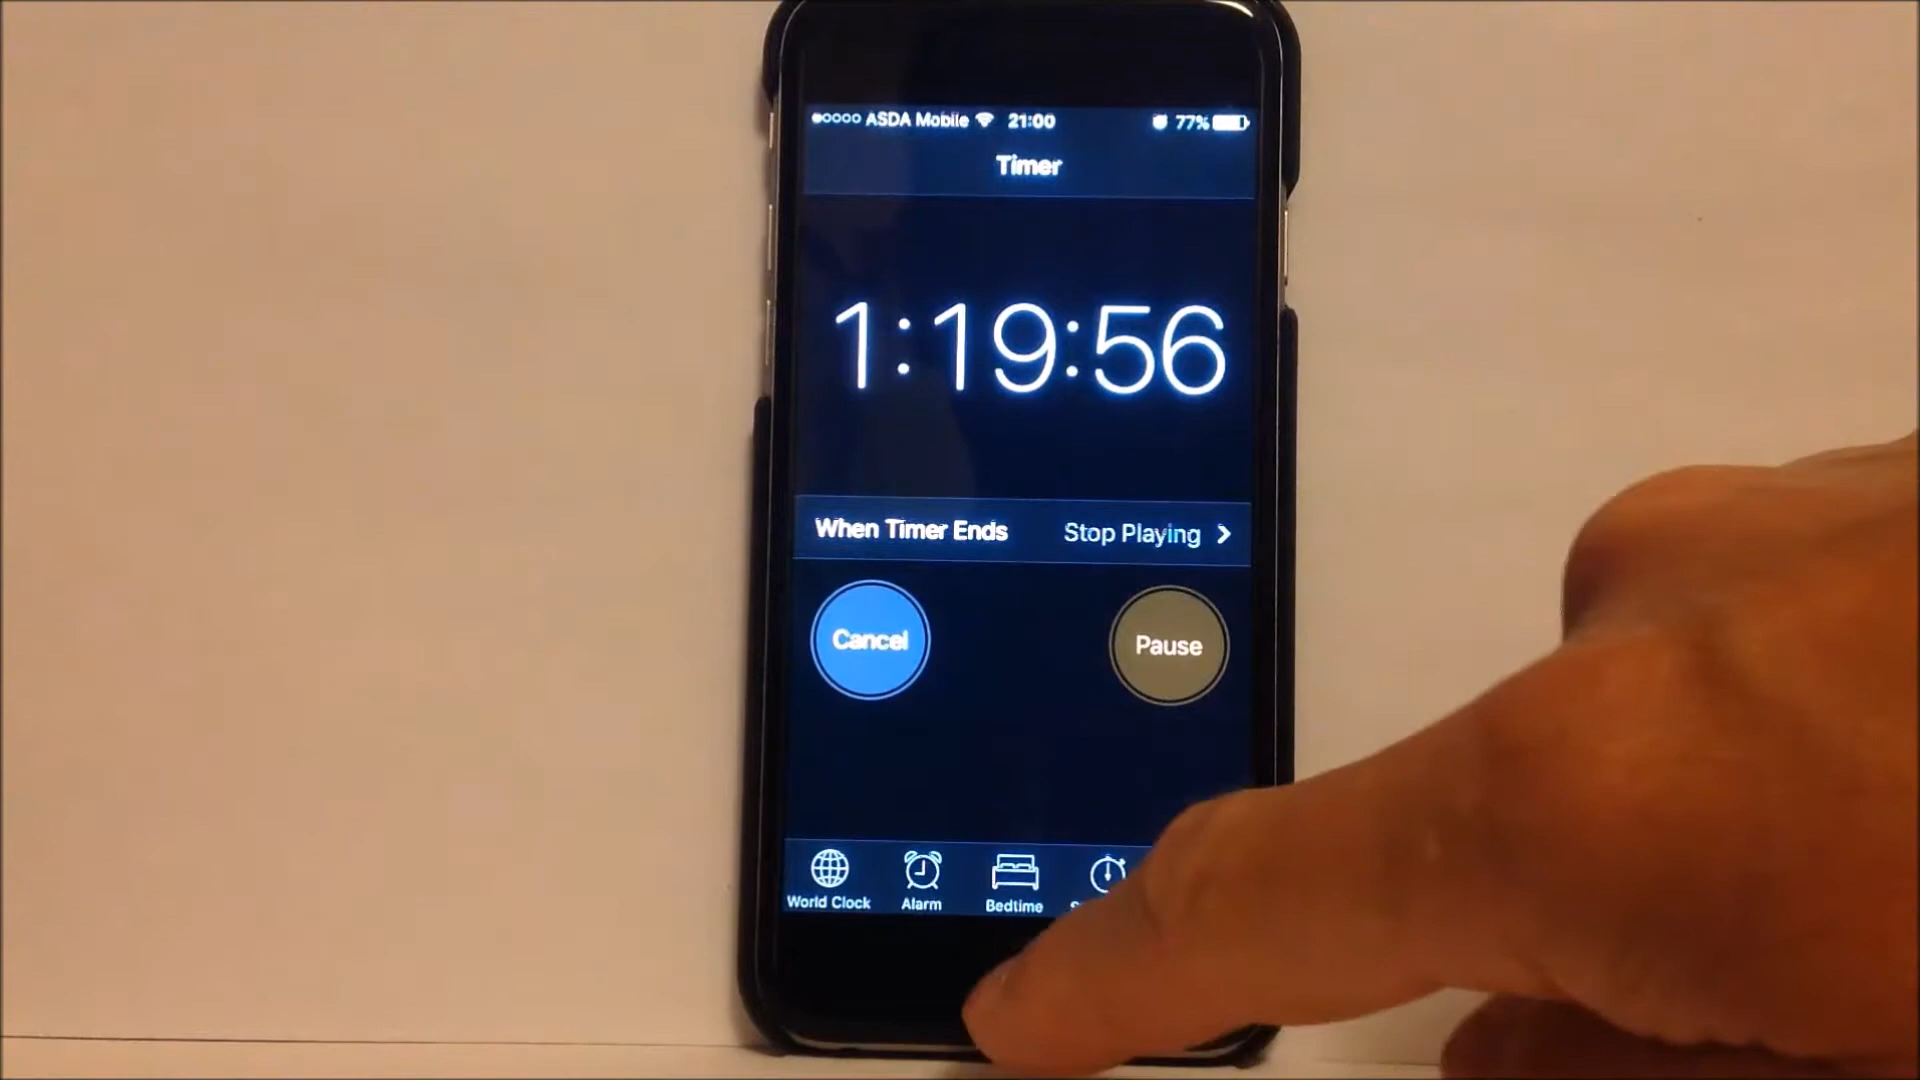 ASDA Mobile 21:00 77%
Timer
1:19:56
When Timer Ends Stop Playing
Cancel Pause
World Clock Alarm Bedtime